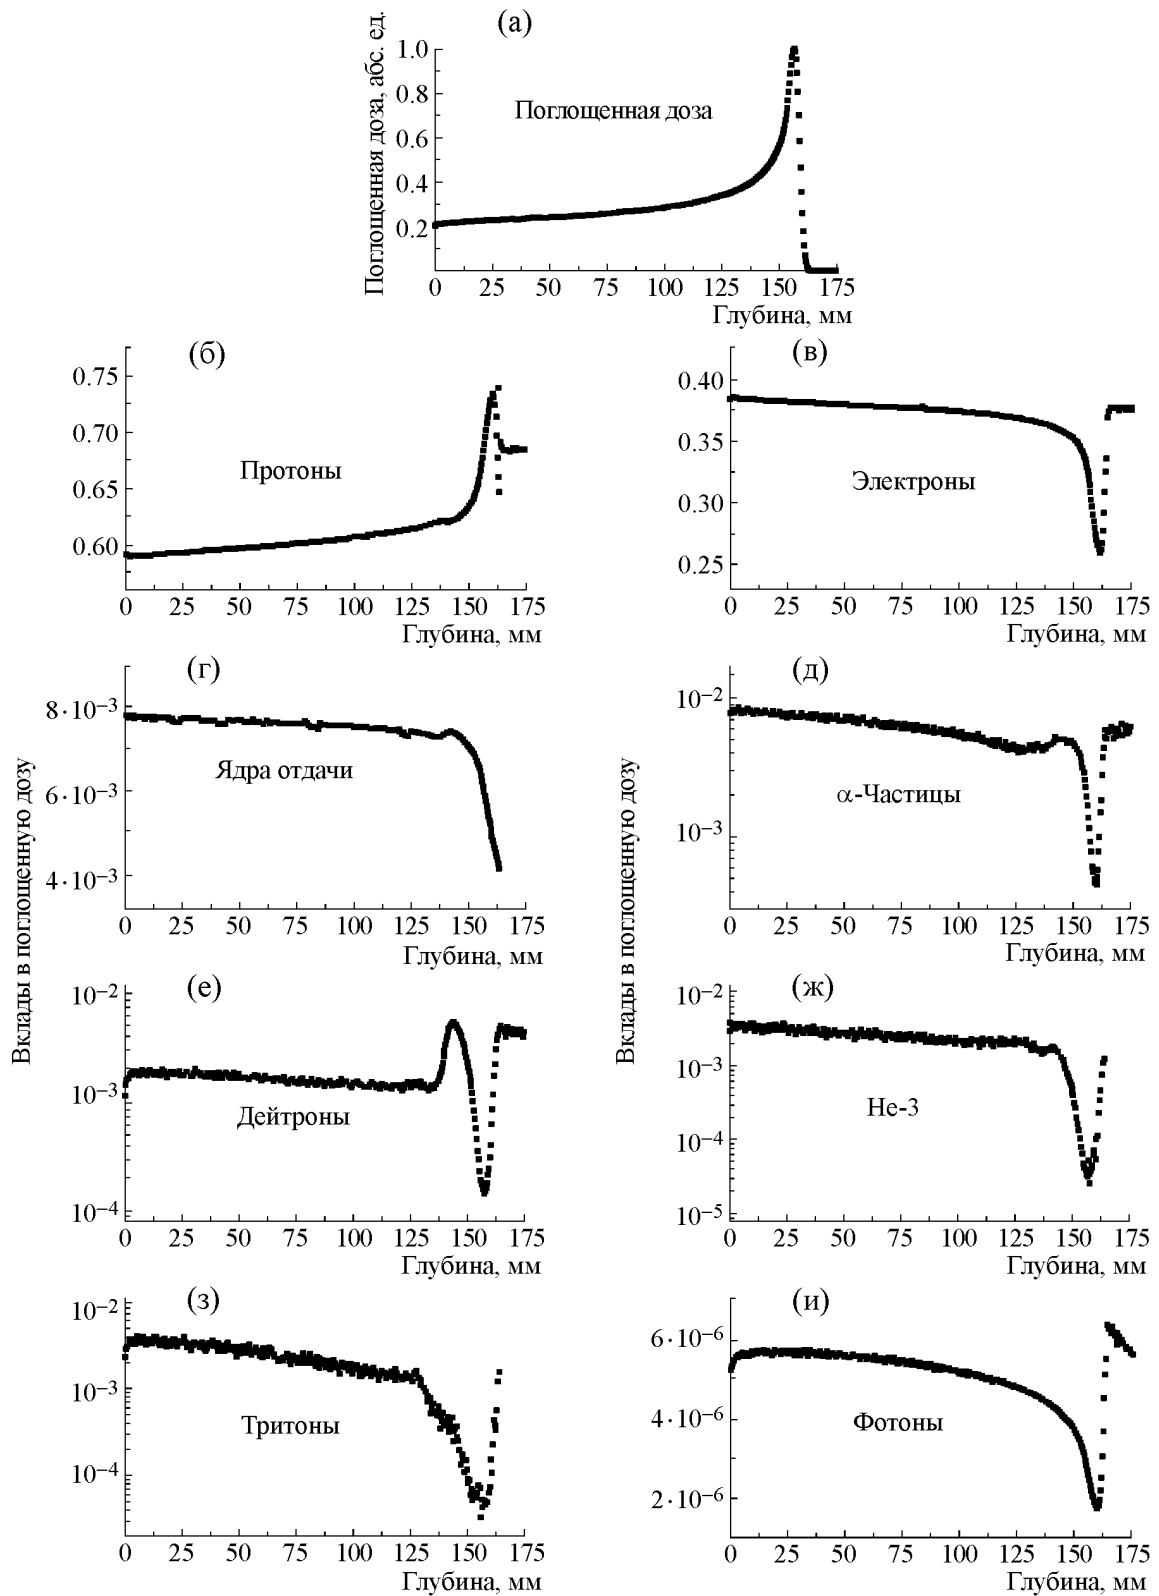 (а)
Поглощенная доза, абс. ед.
1.0
0.8
0.6
0.4
0.2
Поглощенная доза
0 25 50 75 100 125 150 175
Глубина, мм
(б)
0.75
0.70
0.65
0.60
Протоны
0 25 50 75 100 125 150 175
Глубина, мм
(в)
0.40
0.35
0.30
0.25
Электроны
0 25 50 75 100 125 150 175
Глубина, мм
Вклады в поглощенную дозу
(г)
8·10−3
6·10−3
4·10−3
Ядра отдачи
0 25 50 75 100 125 150 175
Глубина, мм
Вклады в поглощенную дозу
(д)
10−2
10−3
α-Частицы
0 25 50 75 100 125 150 175
Глубина, мм
(е)
10−2
10−3
10−4
Дейтроны
0 25 50 75 100 125 150 175
Глубина, мм
(ж)
10−2
10−3
10−4
10−5
He-3
0 25 50 75 100 125 150 175
Глубина, мм
(з)
10−2
10−3
10−4
Тритоны
0 25 50 75 100 125 150 175
Глубина, мм
(и)
6·10−6
4·10−6
2·10−6
Фотоны
0 25 50 75 100 125 150 175
Глубина, мм